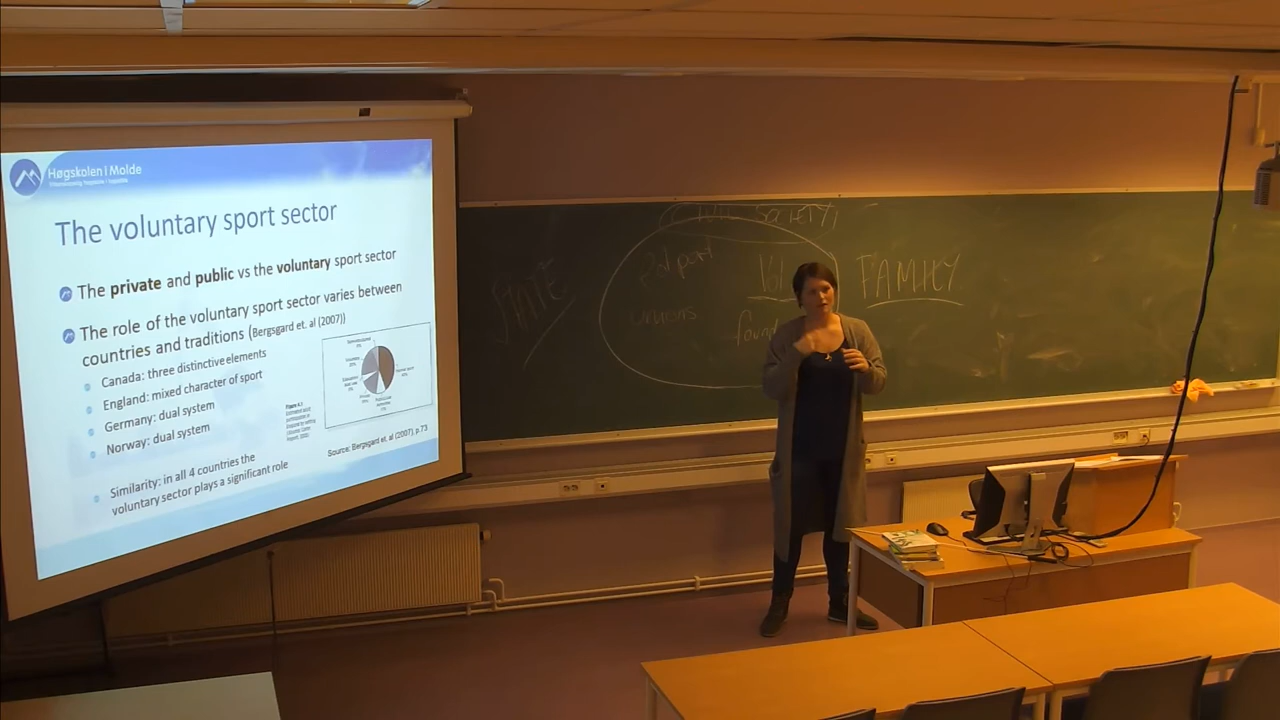 Høgskolen i Molde
The voluntary sport sector
The private and public vs the voluntary sport sector
The role of the voluntary sport sector varies between
countries and traditions (Bergsgard et. al (2007))
Canada: three distinctive elements
England: mixed character of sport
Germany: dual system
Norway: dual system
Similarity: in all 4 countries the
voluntary sector plays a significant role
Source: Bergsgard et. al (2007), p.73
SOCIETY
STATE
Vol
FAMILY
unions
found